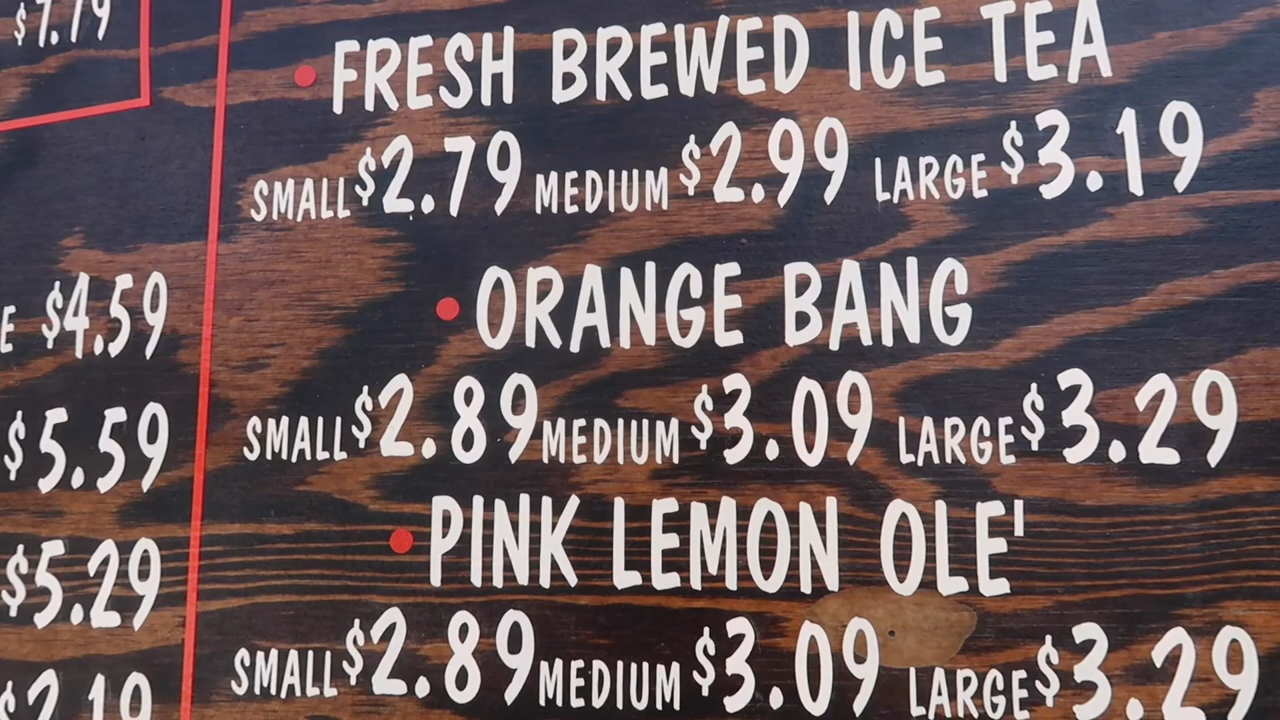 $7.79
FRESH BREWED ICE TEA
SMALL $2.79 MEDIUM $2.99 LARGE $3.19
$4.59
ORANGE BANG
$5.59
SMALL $2.89 MEDIUM $3.09 LARGE $3.29
PINK LEMON OLE'
$5.29
SMALL $2.89 MEDIUM $3.09 LARGE $3.29
$2.19